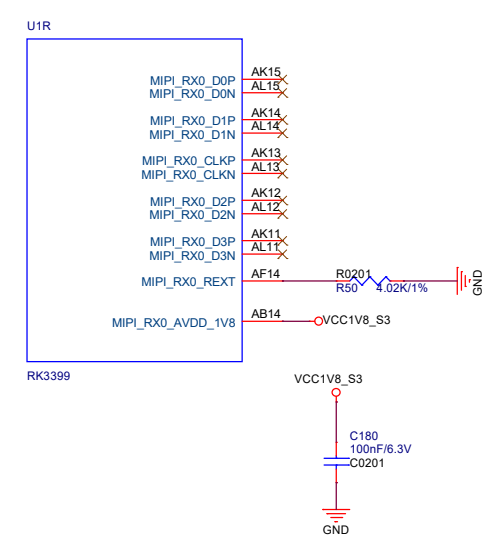 U1R
MIPI_RX0_D0P AK15
MIPI_RX0_D0N AL15
MIPI_RX0_D1P AK14
MIPI_RX0_D1N AL14
MIPI_RX0_CLKP AK13
MIPI_RX0_CLKN AL13
MIPI_RX0_D2P AK12
MIPI_RX0_D2N AL12
MIPI_RX0_D3P AK11
MIPI_RX0_D3N AL11
MIPI_RX0_REXT AF14 R0201
R50 4.02K/1% GND
MIPI_RX0_AVDD_1V8 AB14 VCC1V8_S3
RK3399
VCC1V8_S3
C180
100nF/6.3V
C0201
GND